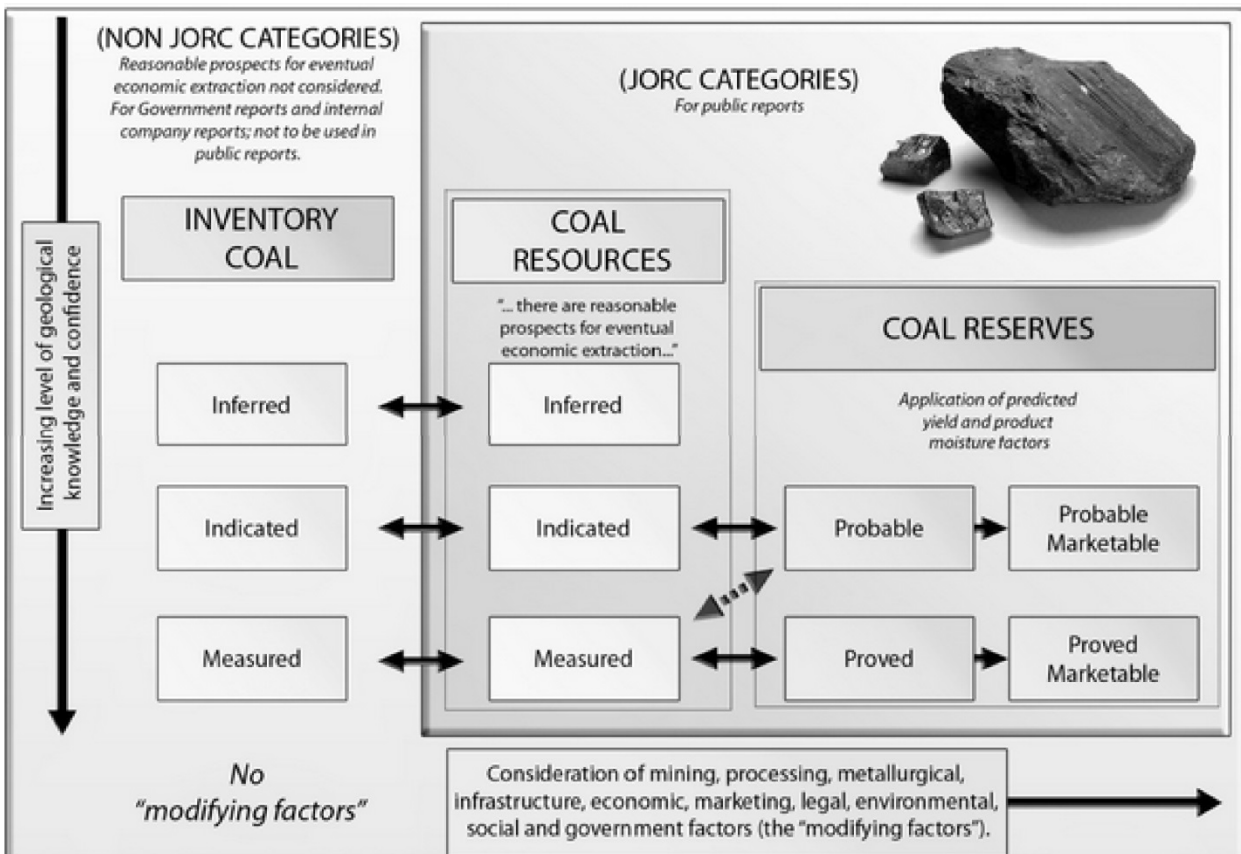 (NON JORC CATEGORIES)
Reasonable prospects for eventual
economic extraction not considered.
For Government reports and internal
company reports; not to be used in
public reports.
(JORC CATEGORIES)
For public reports
Increasing level of geological
knowledge and confidence
INVENTORY
COAL
COAL
RESOURCES
"... there are reasonable
prospects for eventual
economic extraction..."
COAL RESERVES
Application of predicted
yield and product
moisture factors
Inferred
Inferred
Indicated
Indicated
Probable
Probable
Marketable
Measured
Measured
Proved
Proved
Marketable
No
"modifying factors"
Consideration of mining, processing, metallurgical,
infrastructure, economic, marketing, legal, environmental,
social and government factors (the "modifying factors").